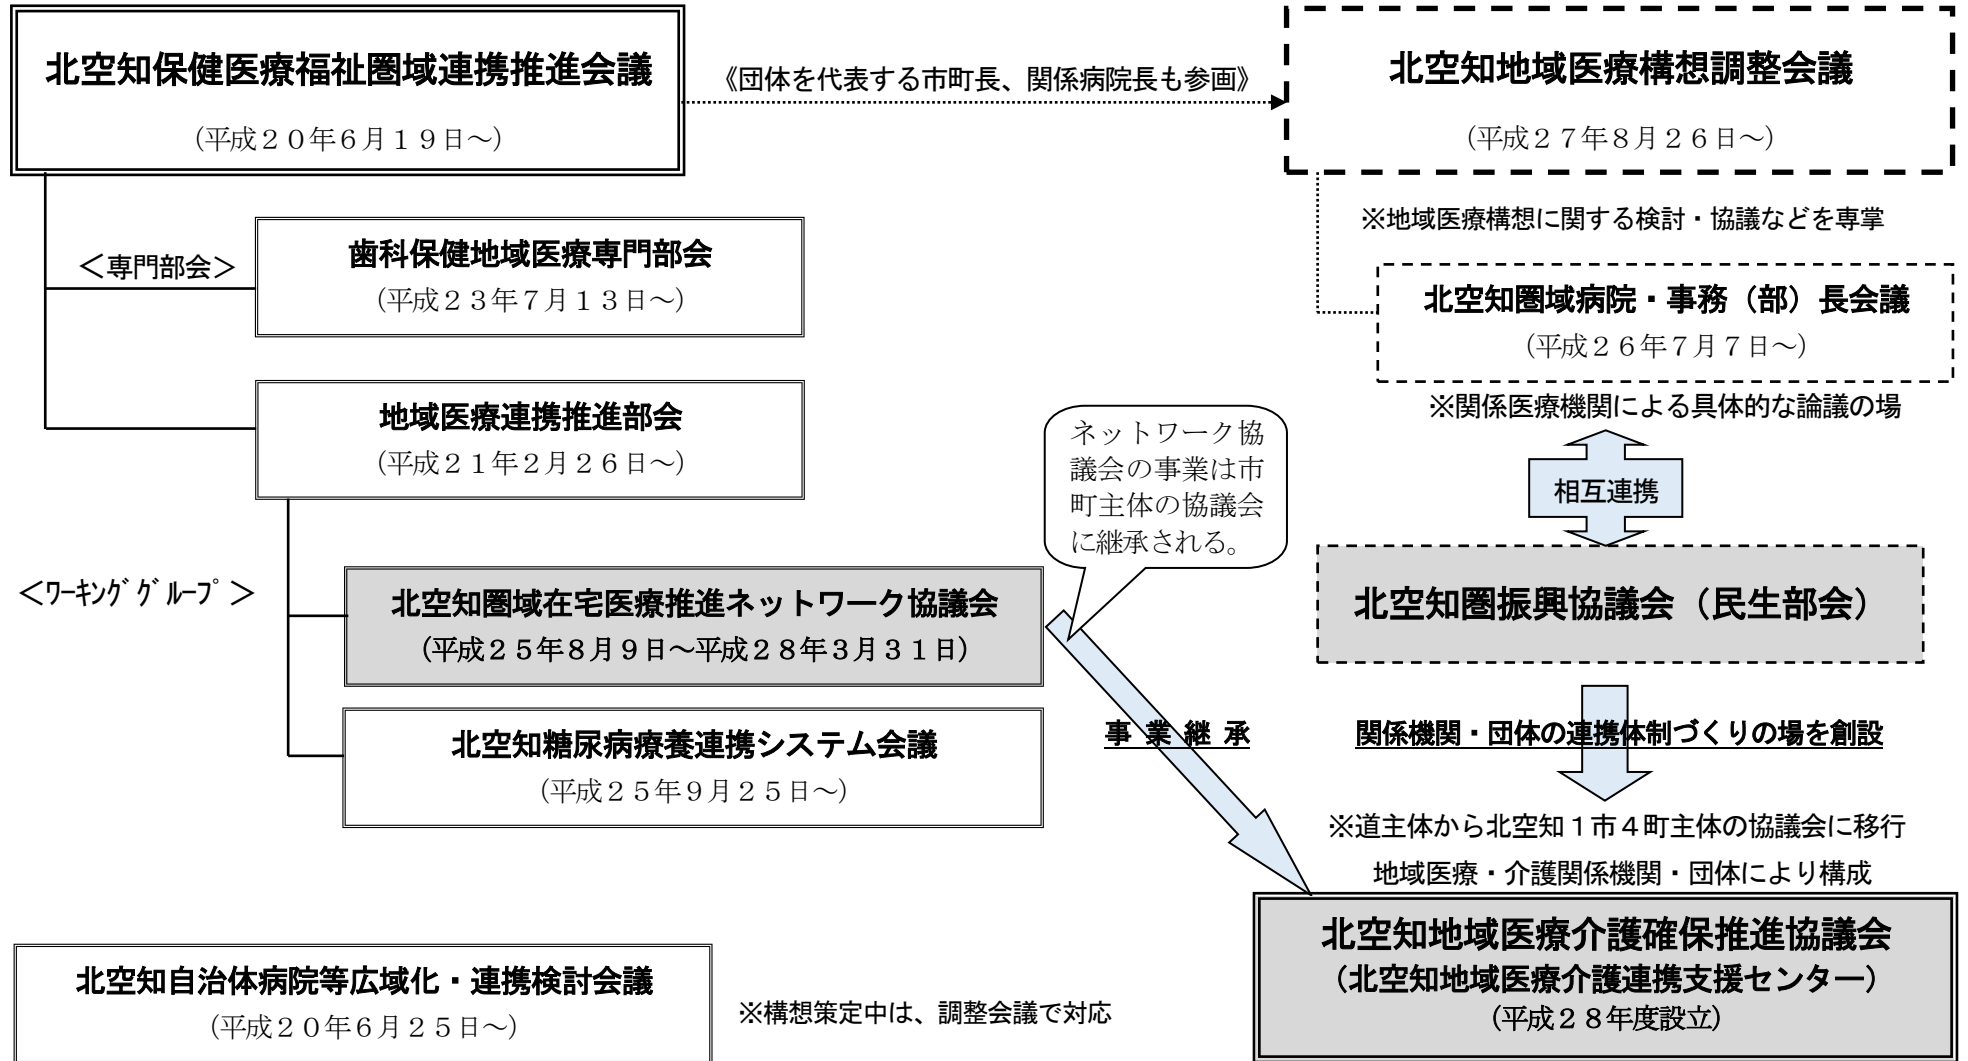 北空知保健医療福祉圏域連携推進会議
（平成２０年６月１９日～）
《団体を代表する市町長、関係病院長も参画》
北空知地域医療構想調整会議
（平成２７年８月２６日～）
※地域医療構想に関する検討・協議などを専掌
＜専門部会＞
歯科保健地域医療専門部会
（平成２３年７月１３日～）
北空知圏域病院・事務（部）長会議
（平成２６年７月７日～）
※関係医療機関による具体的な論議の場
地域医療連携推進部会
（平成２１年２月２６日～）
ネットワーク協
議会の事業は市
町主体の協議会
に継承される。
相互連携
＜ﾜｰｷﾝｸﾞｸﾞﾙｰﾌﾟ＞
北空知圏域在宅医療推進ネットワーク協議会
（平成２５年８月９日～平成２８年３月３１日）
北空知圏振興協議会（民生部会）
北空知糖尿病療養連携システム会議
（平成２５年９月２５日～）
事業継承
関係機関・団体の連携体制づくりの場を創設
※道主体から北空知１市４町主体の協議会に移行
地域医療・介護関係機関・団体により構成
北空知地域医療介護確保推進協議会
（北空知地域医療介護連携支援センター）
（平成２８年度設立）
北空知自治体病院等広域化・連携検討会議
（平成２０年６月２５日～）
※構想策定中は、調整会議で対応